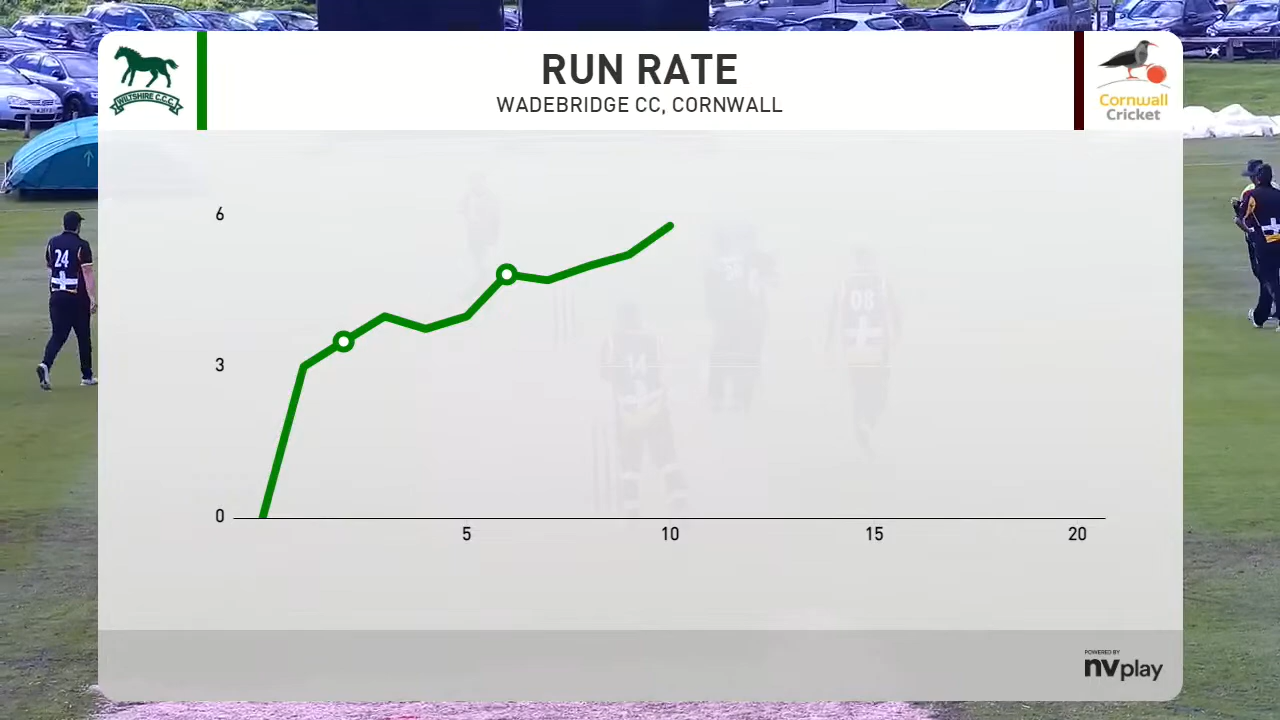 RUN RATE
WADEBRIDGE CC, CORNWALL
WILTSHIRE C.C.C.
Cornwall
Cricket
6
3
0
5
10
15
20
24
08
14
POWERED BY
nvplay